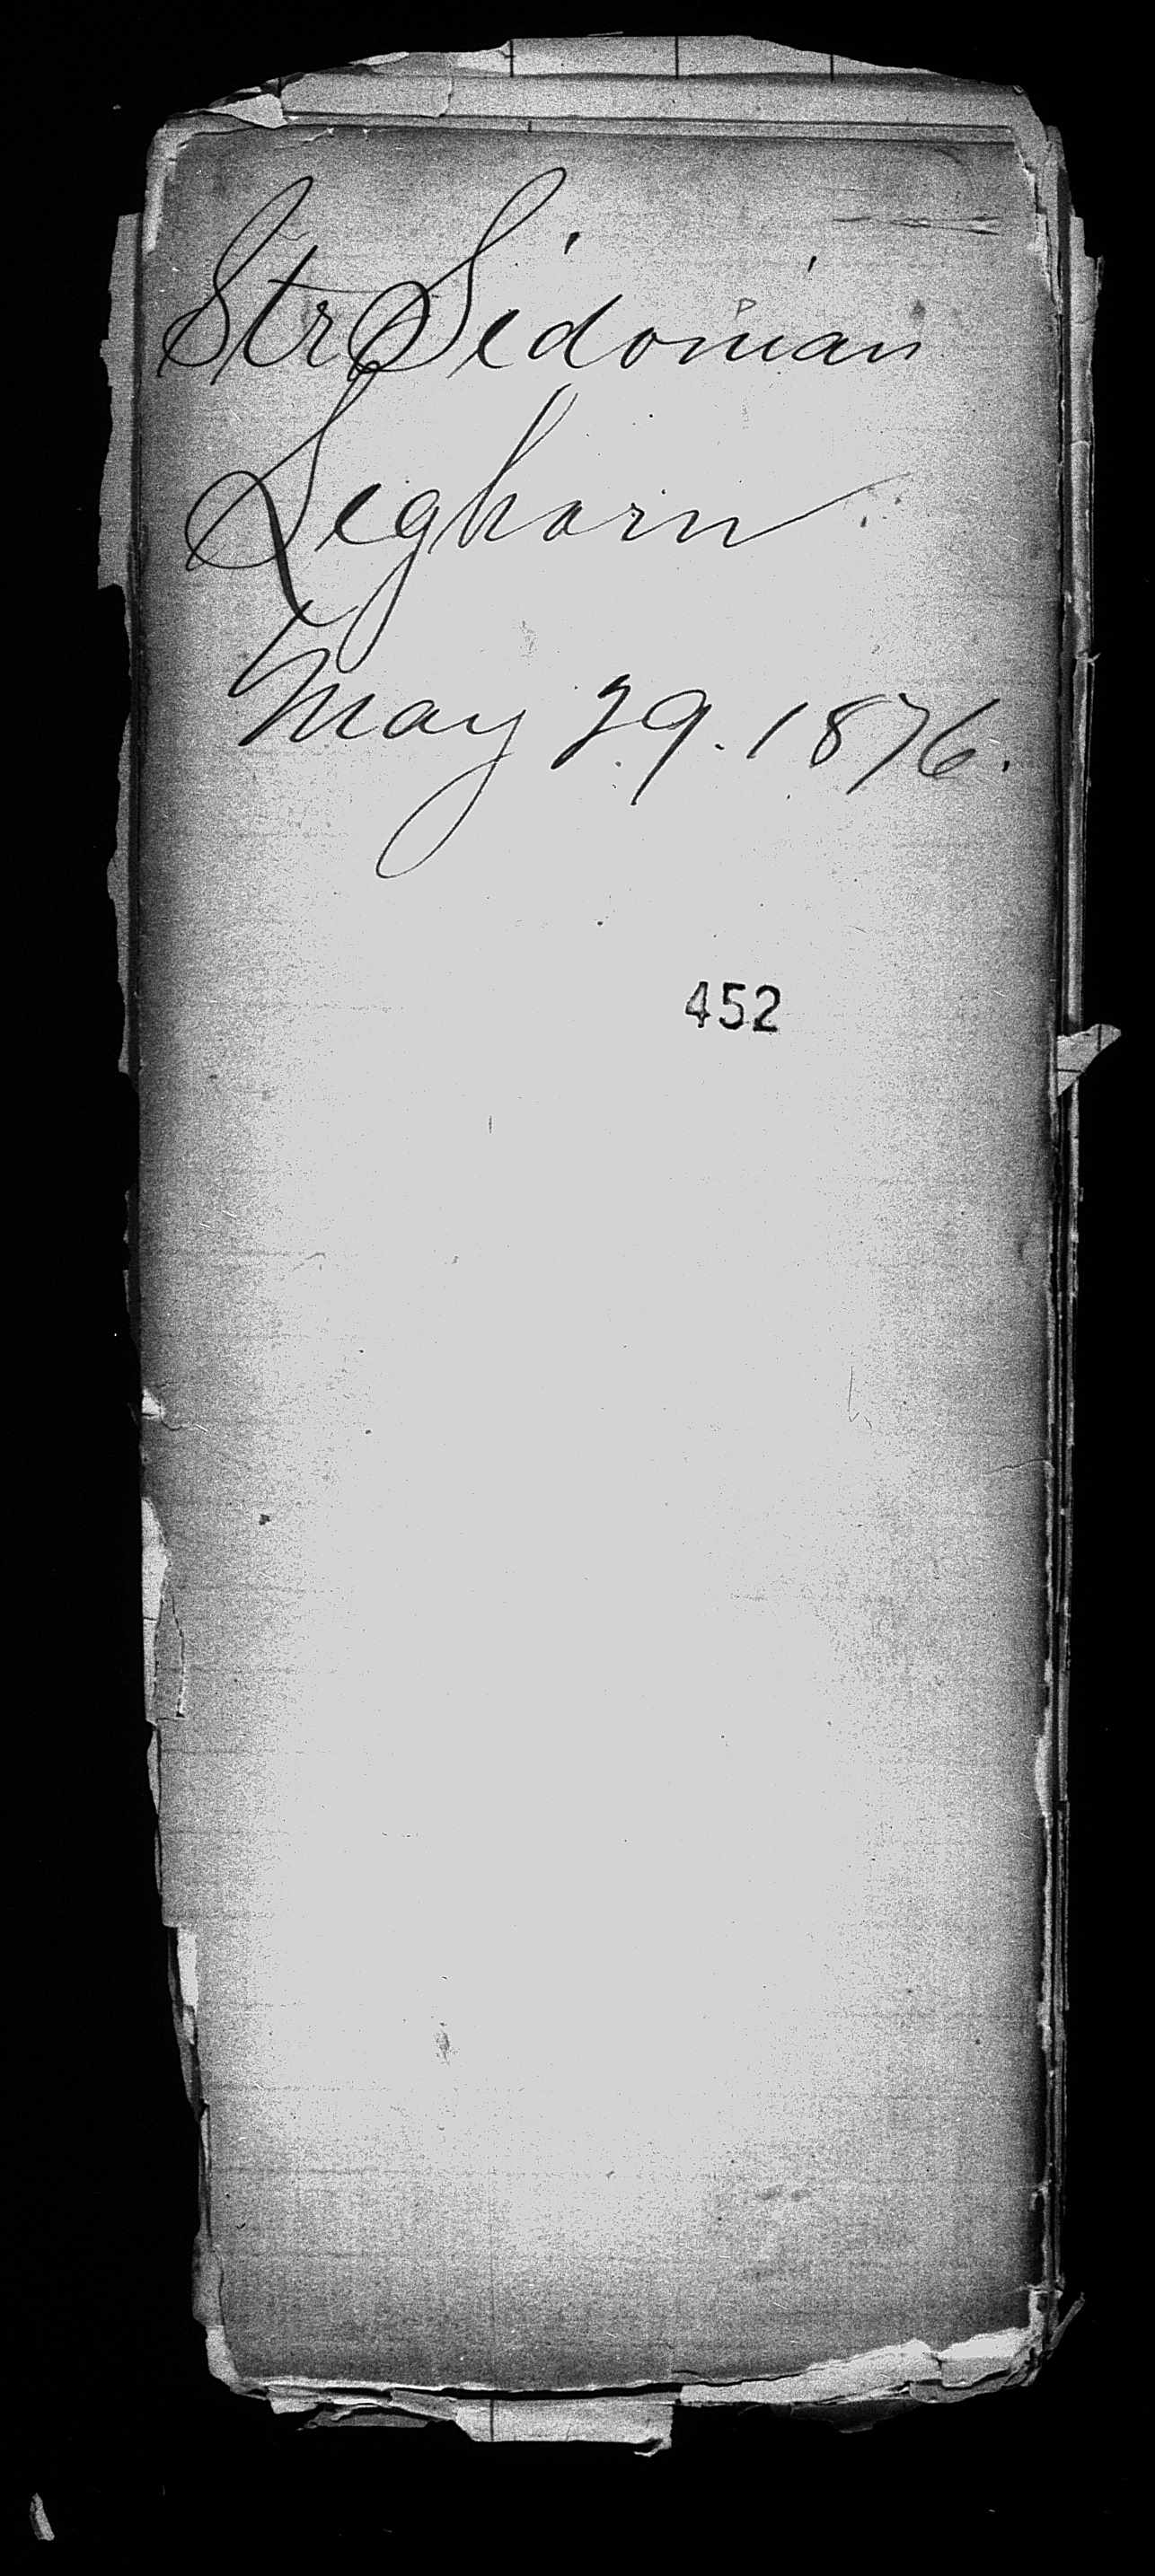 Str Sidonian
Leghorn
May 29. 1876.
452